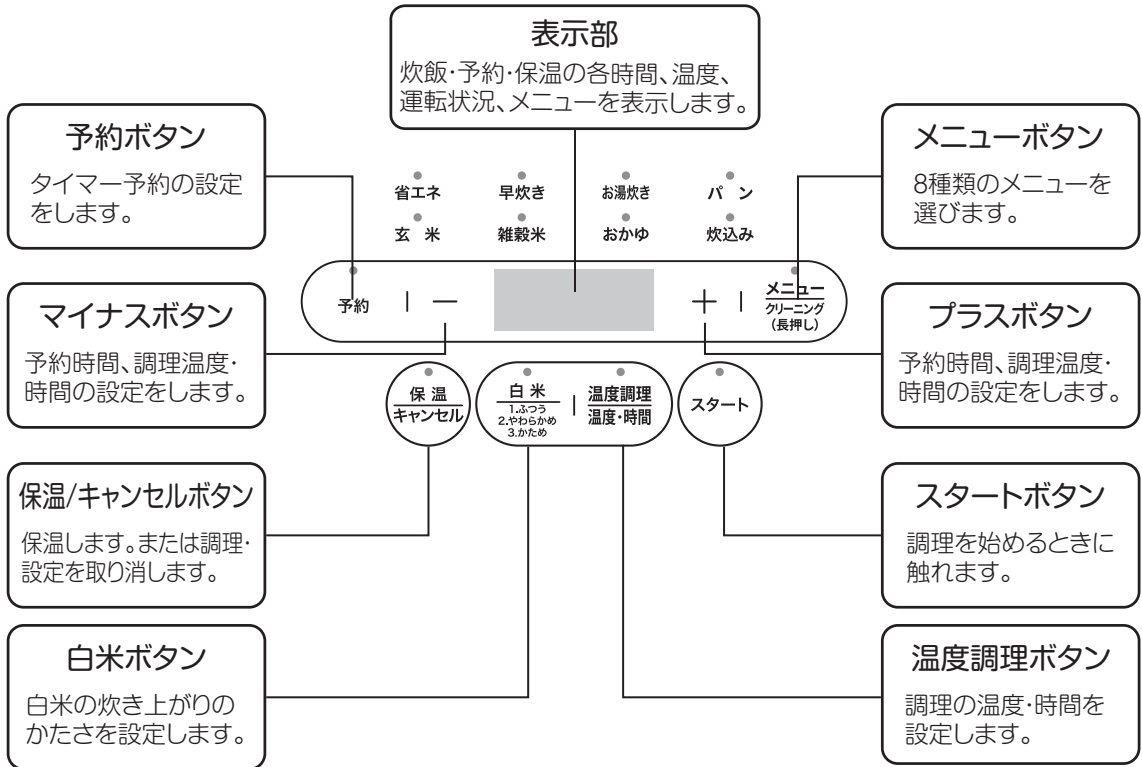 表示部
炊飯･予約･保温の各時間、温度、
運転状況、メニューを表示します。
予約ボタン
タイマー予約の設定
をします。
メニューボタン
8種類のメニューを
選びます。
省エネ
早炊き
お湯炊き
パン
玄米
雑穀米
おかゆ
炊込み
マイナスボタン
予約時間、調理温度･
時間の設定をします。
予約
|
―
＋
|
メニュー
クリーニング
(長押し)
プラスボタン
予約時間、調理温度･
時間の設定をします。
保温
キャンセル
白米
1.ふつう
2.やわらかめ
3.かため
|
温度調理
温度･時間
スタート
保温/キャンセルボタン
保温します。または調理･
設定を取り消します。
スタートボタン
調理を始めるときに
触れます。
白米ボタン
白米の炊き上がりの
かたさを設定します。
温度調理ボタン
調理の温度･時間を
設定します。